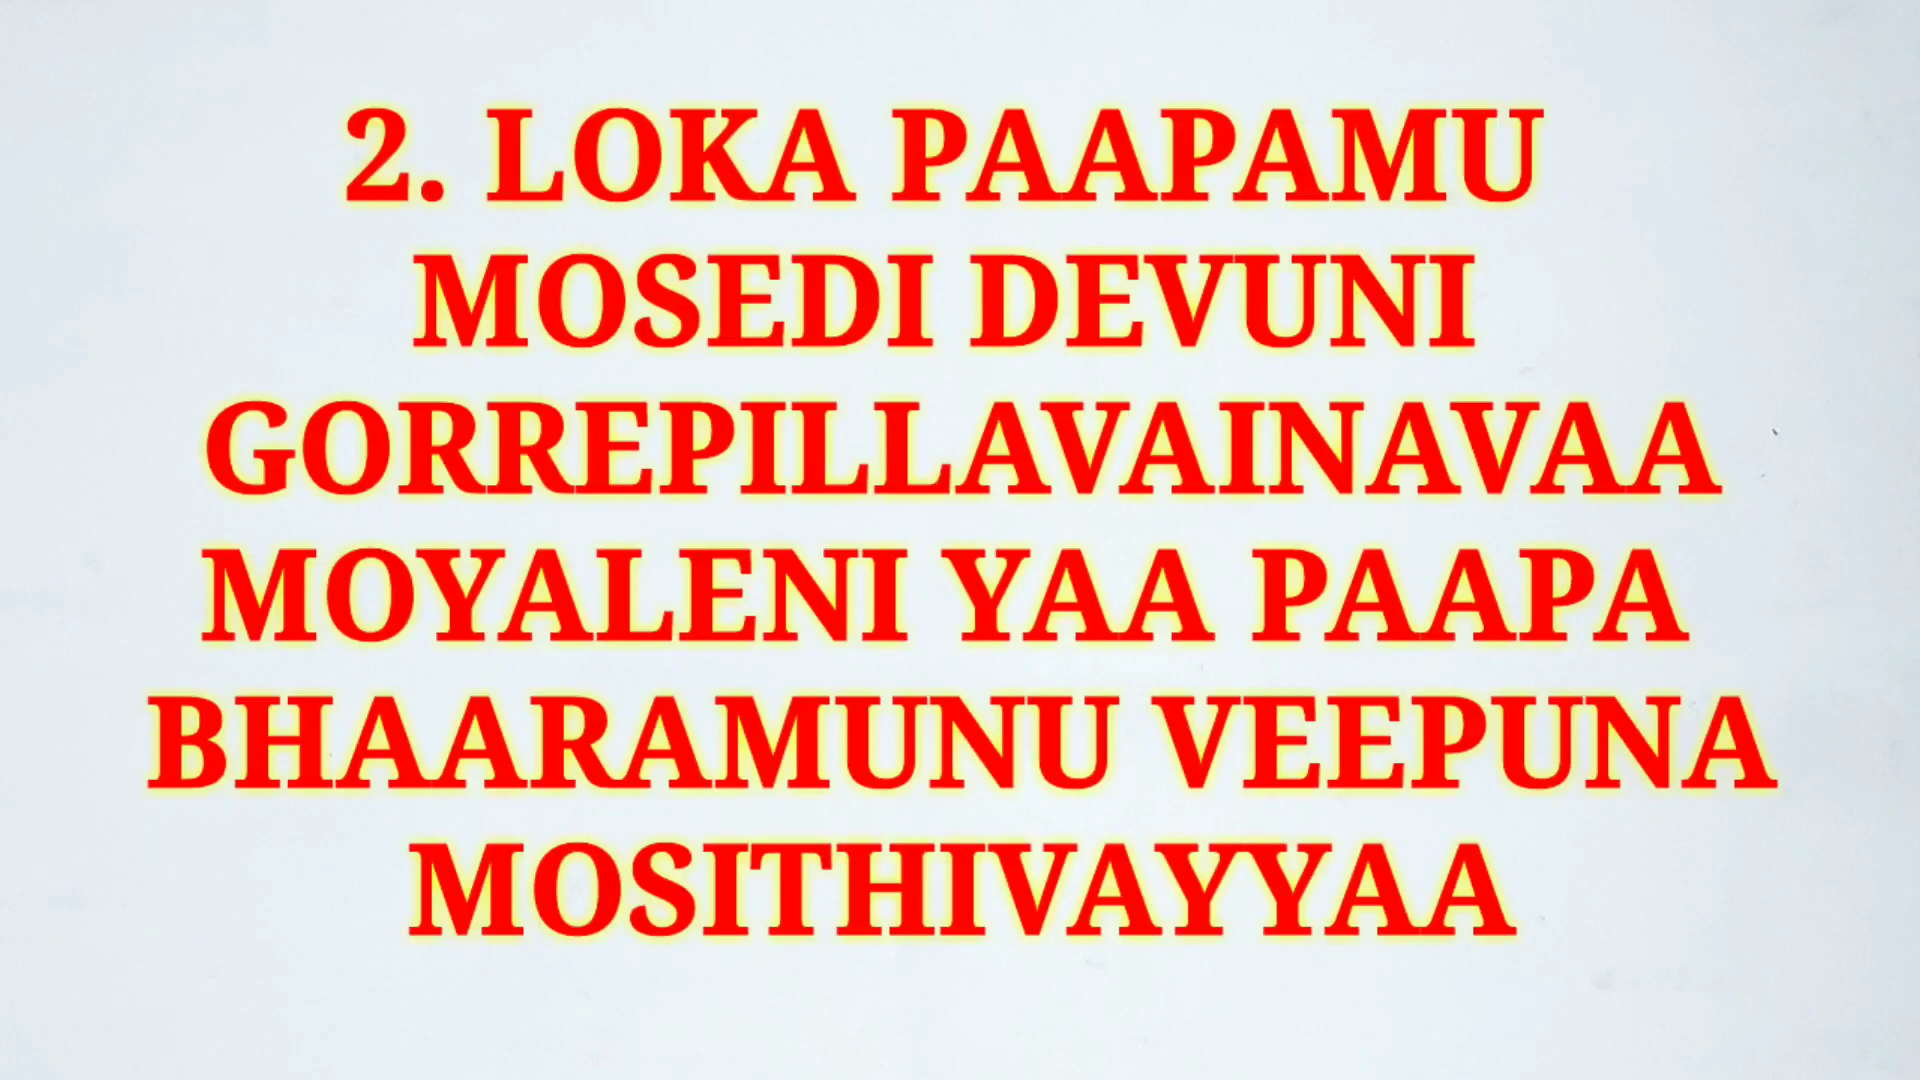 2. LOKA PAAPAMU
MOSEDI DEVUNI
GORREPILLAVAINAVAA
MOYALENI YAA PAAPA
BHAARAMUNU VEEPUNA
MOSITHIVAYYAA